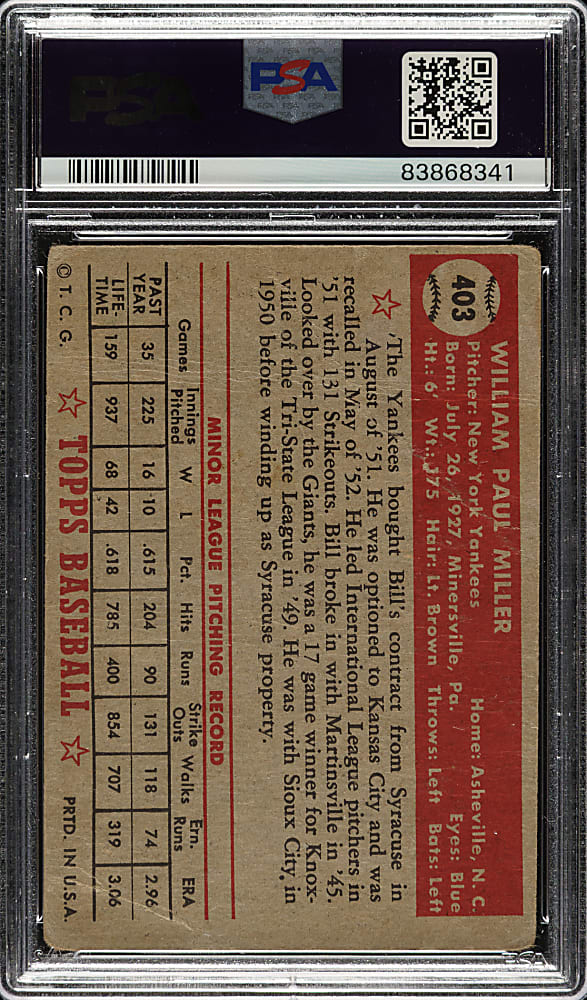 PSA
83868341
403
WILLIAM PAUL MILLER
Pitcher: New York Yankees Home: Asheville, N. C.
Born: July 26, 1927, Minersville, Pa. Eyes: Blue
Ht.: 6' Wt.: 175 Hair: Lt. Brown Throws: Left Bats: Left
The Yankees bought Bill's contract from Syracuse in
August of '51. He was optioned to Kansas City and was
recalled in May of '52. He led International League pitchers in
'51 with 131 Strikeouts. Bill broke in with Martinsville in '45.
Looked over by the Giants, he was a 17 game winner for Knox-
ville of the Tri-State League in '49. He was with Sioux City, in
1950 before winding up as Syracuse property.
MINOR LEAGUE PITCHING RECORD
Games Innings Pitched W L Pct. Hits Runs Strike Outs Walks Ern. Runs ERA
PAST YEAR 35 225 16 10 .615 204 90 131 118 74 2.96
LIFE-TIME 159 937 68 42 .618 785 400 854 707 319 3.06
© T. C. G. TOPPS BASEBALL PRTD. IN U.S.A.